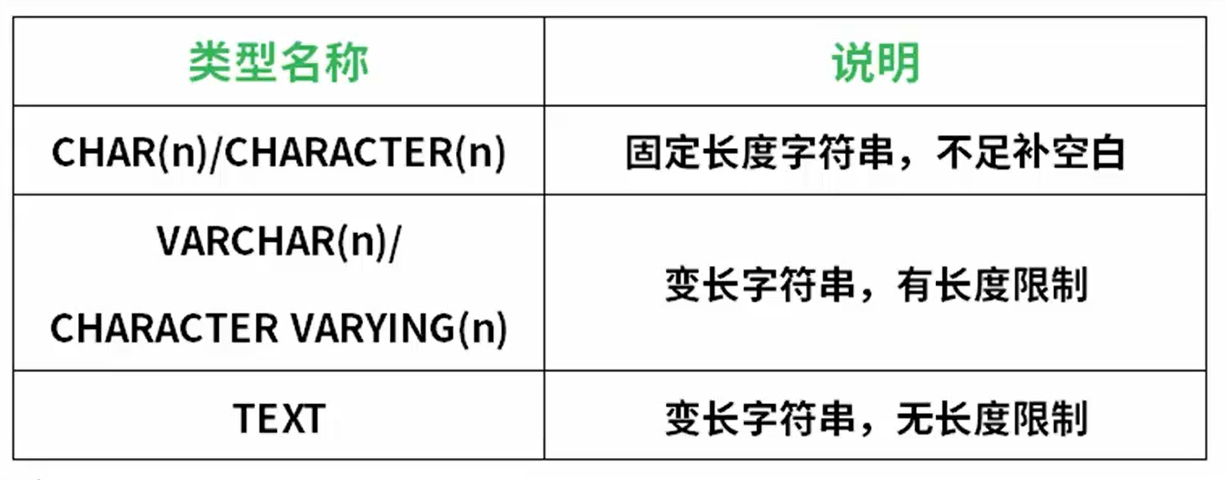 类型名称 说明
CHAR(n)/CHARACTER(n) 固定长度字符串，不足补空白
VARCHAR(n)/
CHARACTER VARYING(n) 变长字符串，有长度限制
TEXT 变长字符串，无长度限制